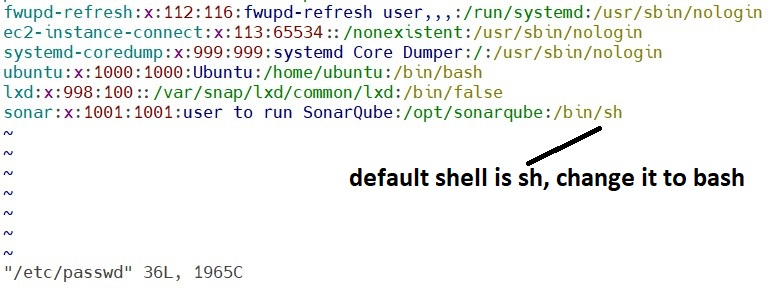 fwupd-refresh:x:112:116:fwupd-refresh user,,,:/run/systemd:/usr/sbin/nologin
ec2-instance-connect:x:113:65534::/nonexistent:/usr/sbin/nologin
systemd-coredump:x:999:999:systemd Core Dumper:/:/usr/sbin/nologin
ubuntu:x:1000:1000:Ubuntu:/home/ubuntu:/bin/bash
lxd:x:998:100::/var/snap/lxd/common/lxd:/bin/false
sonar:x:1001:1001:user to run SonarQube:/opt/sonarqube:/bin/sh
~
~
~
default shell is sh, change it to bash
~
~
~
~
"/etc/passwd" 36L, 1965C